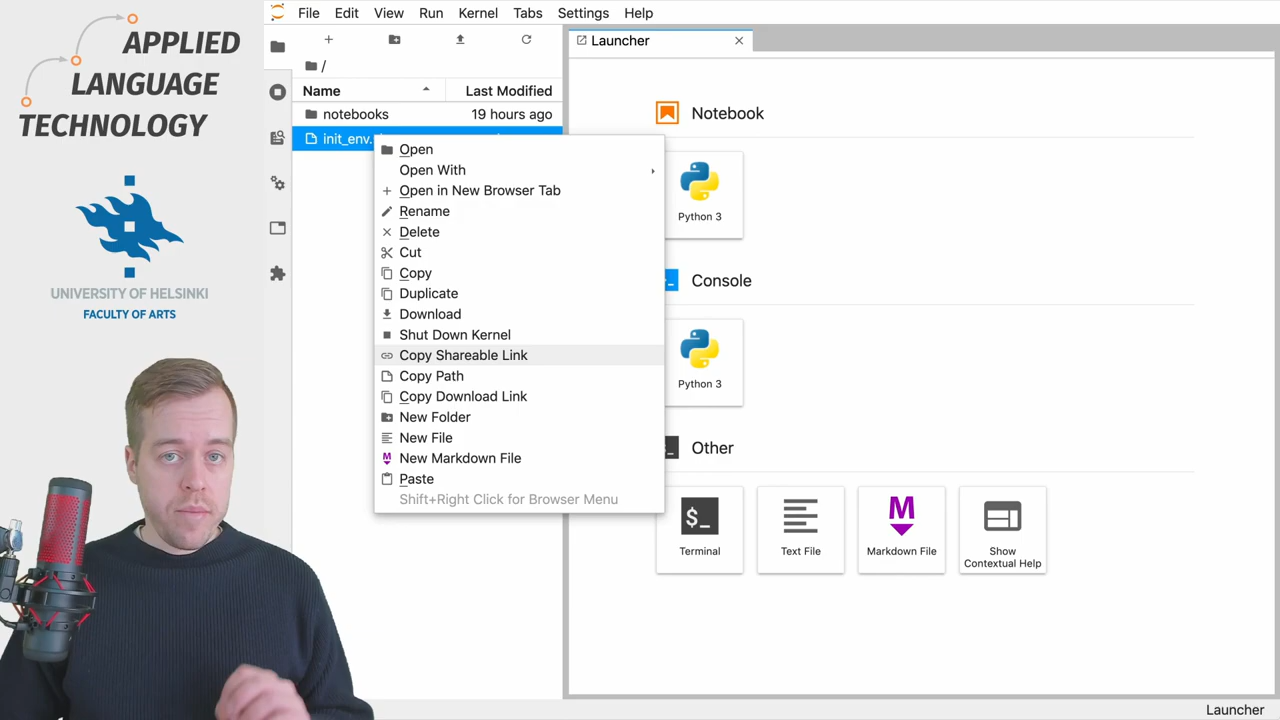 APPLIED
LANGUAGE
TECHNOLOGY
UNIVERSITY OF HELSINKI
FACULTY OF ARTS
File Edit View Run Kernel Tabs Settings Help
/
Name Last Modified
notebooks 19 hours ago
init_env.
Open
Open With
Open in New Browser Tab
Rename
Delete
Cut
Copy
Duplicate
Download
Shut Down Kernel
Copy Shareable Link
Copy Path
Copy Download Link
New Folder
New File
New Markdown File
Paste
Shift+Right Click for Browser Menu
Launcher
Notebook
Python 3
Console
Python 3
Other
$_
Terminal
Text File
M
Markdown File
Show
Contextual Help
Launcher